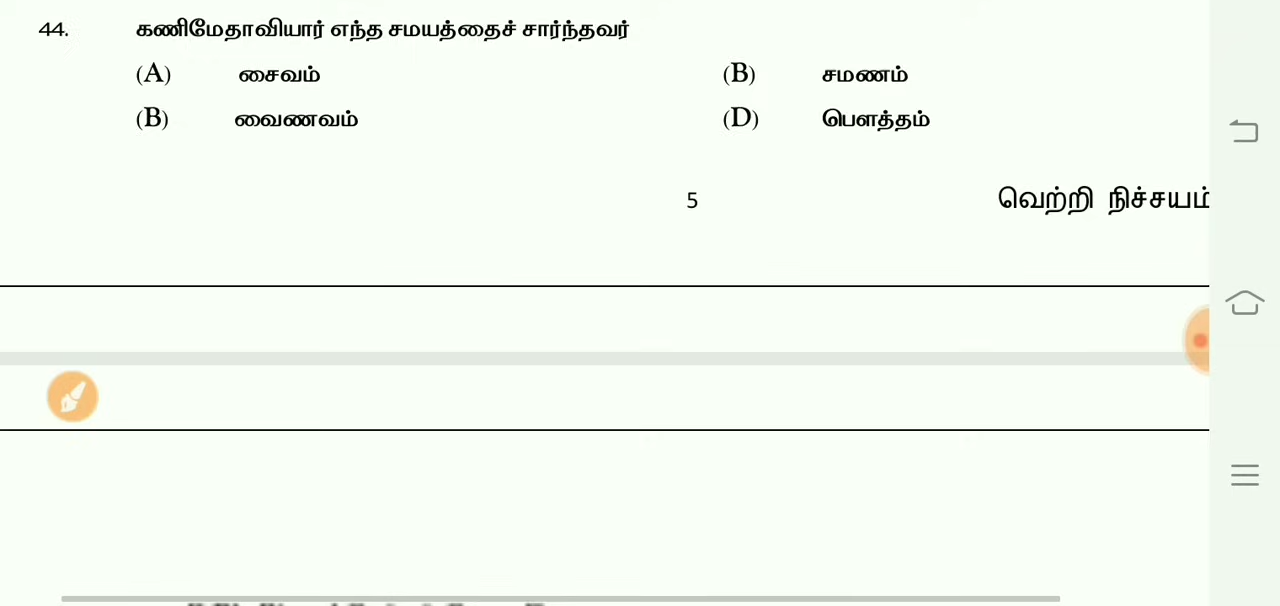 44. கணிமேதாவியார் எந்த சமயத்தைச் சார்ந்தவர்
(A) சைவம் (B) சமணம்
(B) வைணவம் (D) பௌத்தம்
5 வெற்றி நிச்சயம்